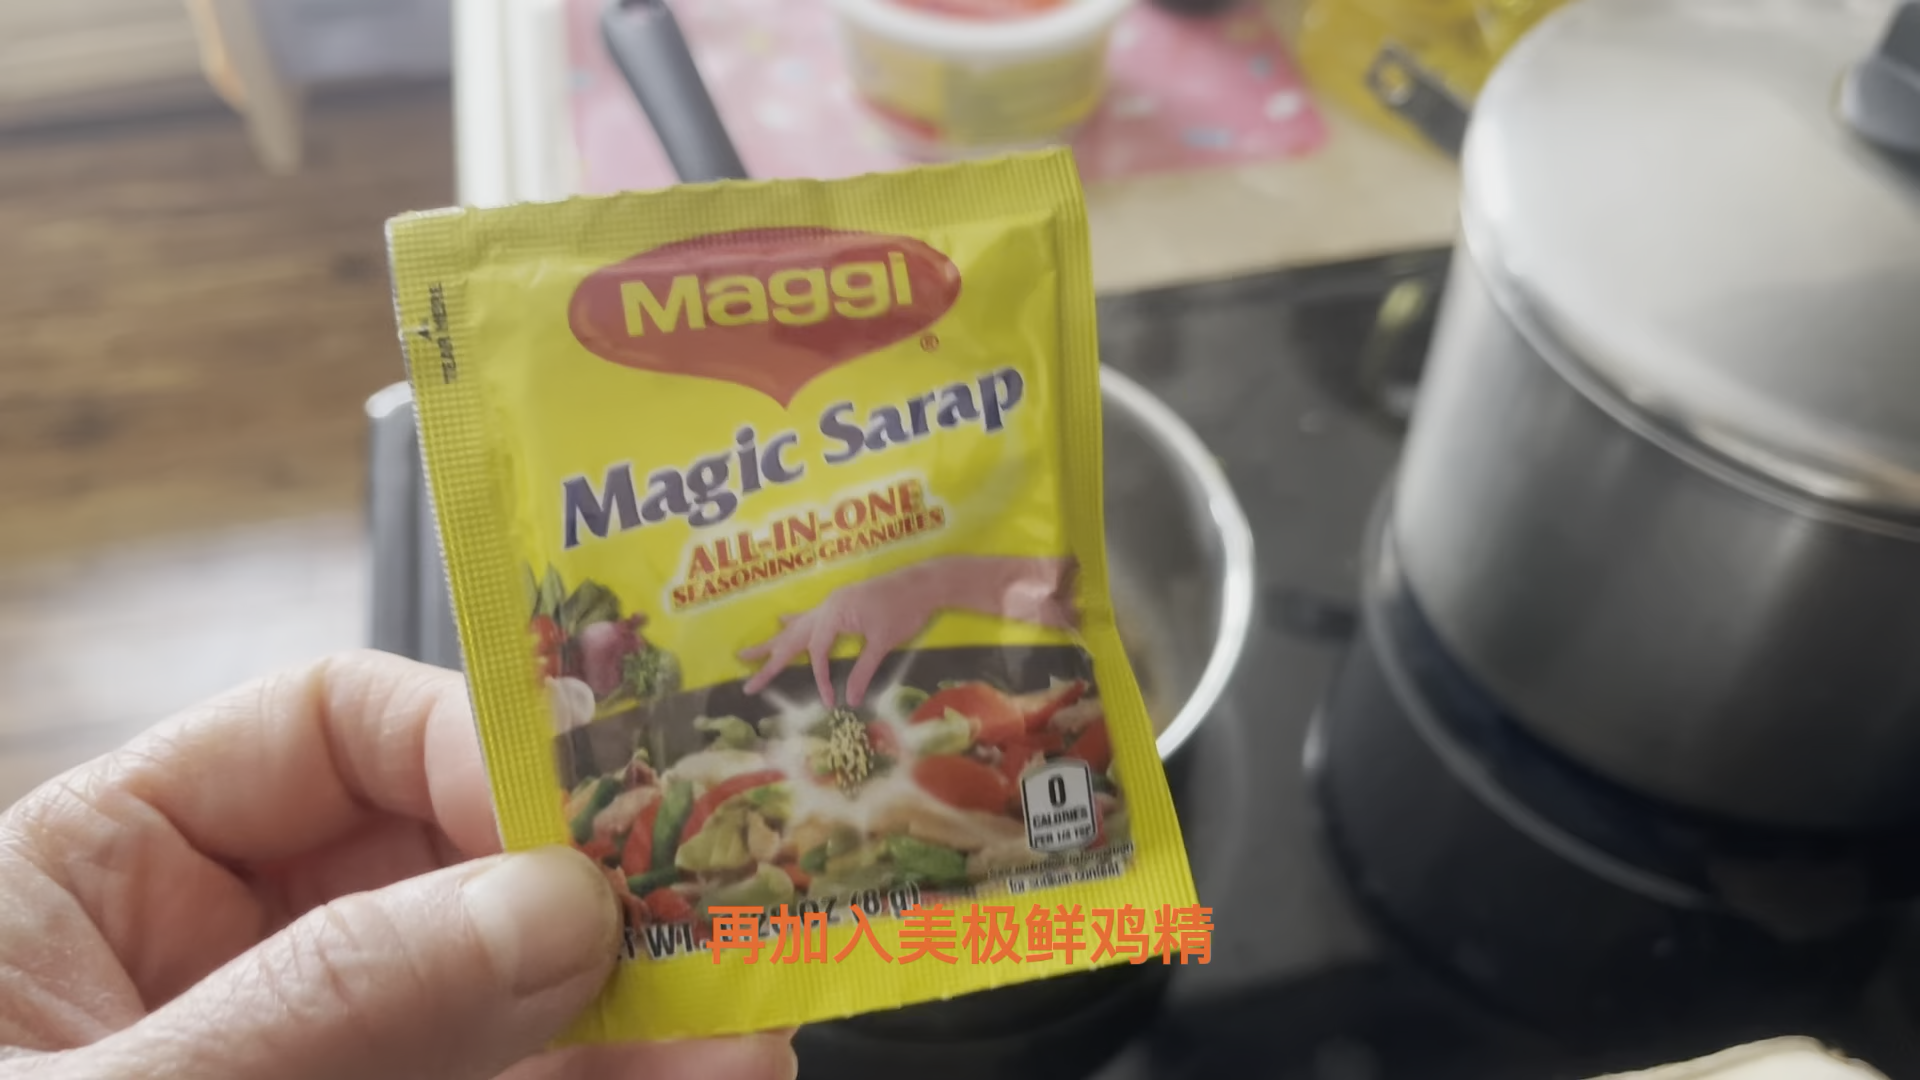 Maggi
®
TEAR HERE
Magic Sarap
ALL-IN-ONE
SEASONING GRANULES
0
CALORIES
PER 1/4 TSP
for sodium content
(8 g)
再加入美极鲜鸡精